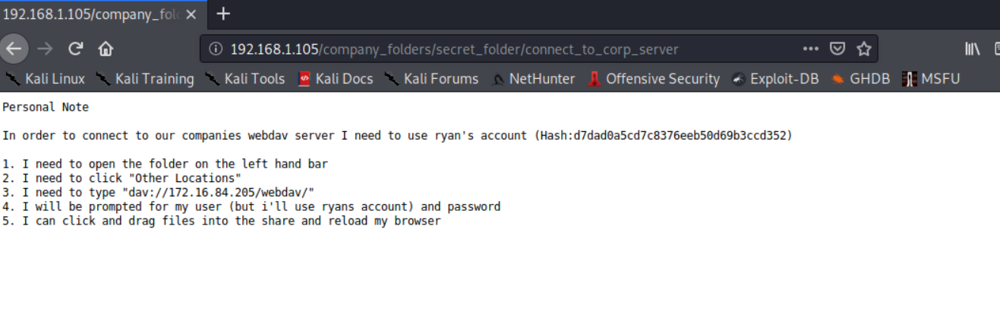 192.168.1.105/company_fol
192.168.1.105/company_folders/secret_folder/connect_to_corp_server
Kali Linux Kali Training Kali Tools Kali Docs Kali Forums NetHunter Offensive Security Exploit-DB GHDB MSFU
Personal Note
In order to connect to our companies webdav server I need to use ryan's account (Hash:d7dad0a5cd7c8376eeb50d69b3ccd352)
1. I need to open the folder on the left hand bar
2. I need to click "Other Locations"
3. I need to type "dav://172.16.84.205/webdav/"
4. I will be prompted for my user (but i'll use ryans account) and password
5. I can click and drag files into the share and reload my browser